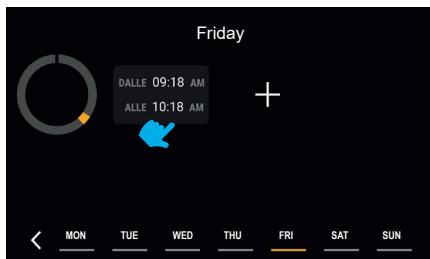 Friday
DALLE 09:18 AM
ALLE 10:18 AM
MON TUE WED THU FRI SAT SUN